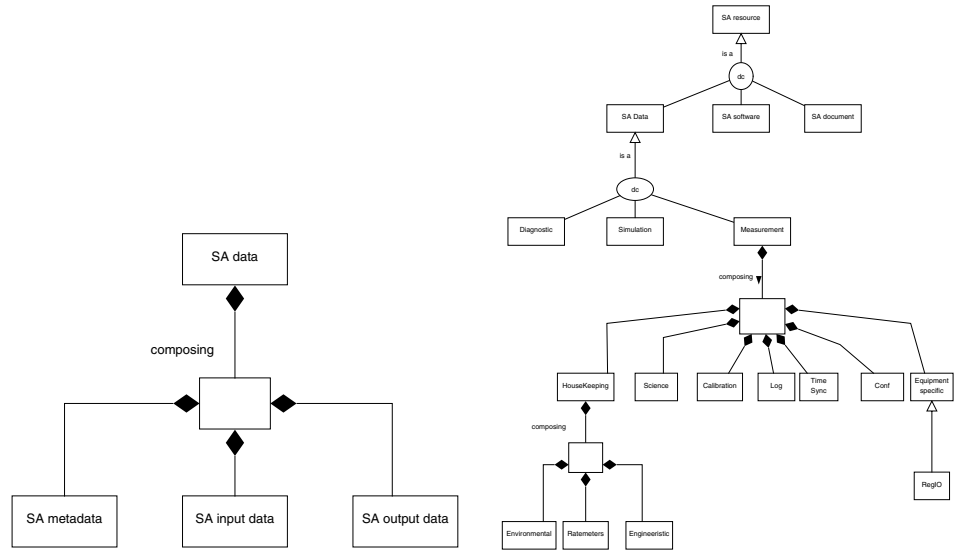 SA data
composing
SA metadata
SA input data
SA output data
SA resource
is a
dc
SA Data
SA software
SA document
is a
dc
Diagnostic
Simulation
Measurement
composing
HouseKeeping
Science
Calibration
Log
Time
Sync
Conf
Equipment
specific
composing
RegIO
Environmental
Ratemeters
Engineeristic